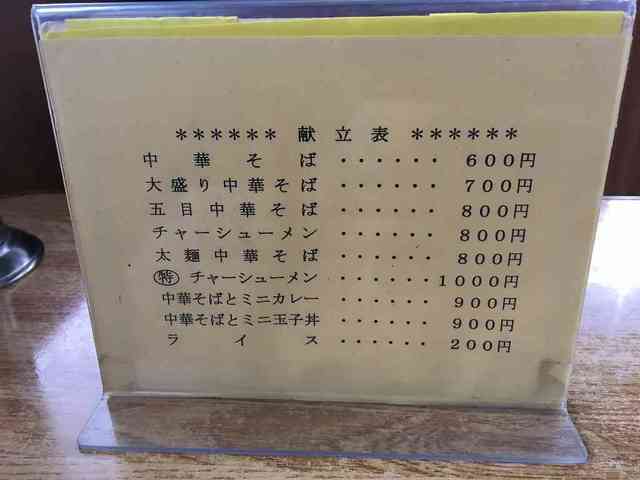 ****** 献立表 ******
中華そば ・・・・・・ 600円
大盛り中華そば ・・・・・・ 700円
五目中華そば ・・・・・・ 800円
チャーシューメン ・・・・・・ 800円
太麺中華そば ・・・・・・ 800円
㊕チャーシューメン ・・・・・・ 1000円
中華そばとミニカレー ・・・・・・ 900円
中華そばとミニ玉子丼 ・・・・・・ 900円
ライス ・・・・・・ 200円